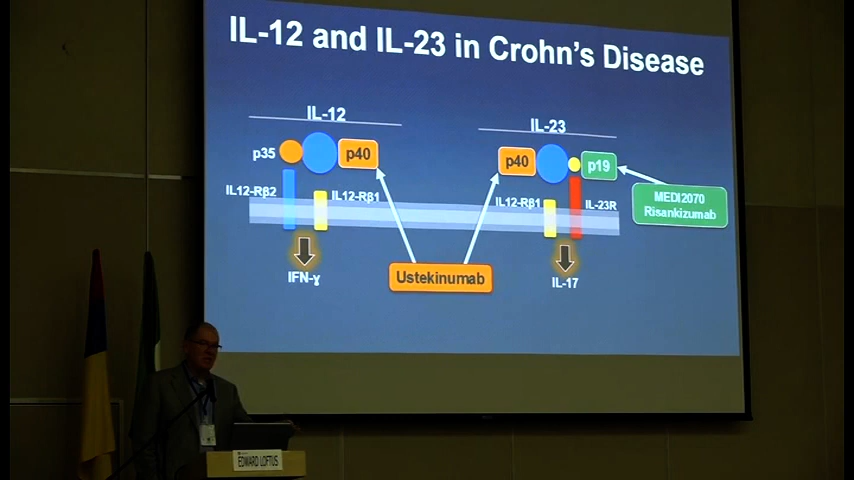 IL-12 and IL-23 in Crohn's Disease
IL-12
IL-23
p35
p40
p40
p19
IL12-Rβ2
IL12-Rβ1
IL12-Rβ1
IL-23R
MEDI2070
Risankizumab
IFN-ɣ
Ustekinumab
IL-17
EDWARD LOFTUS